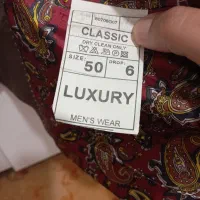 CLASSIC
DRY CLEAN ONLY
SIZE: DROP:
50 6
LUXURY
MEN'S WEAR